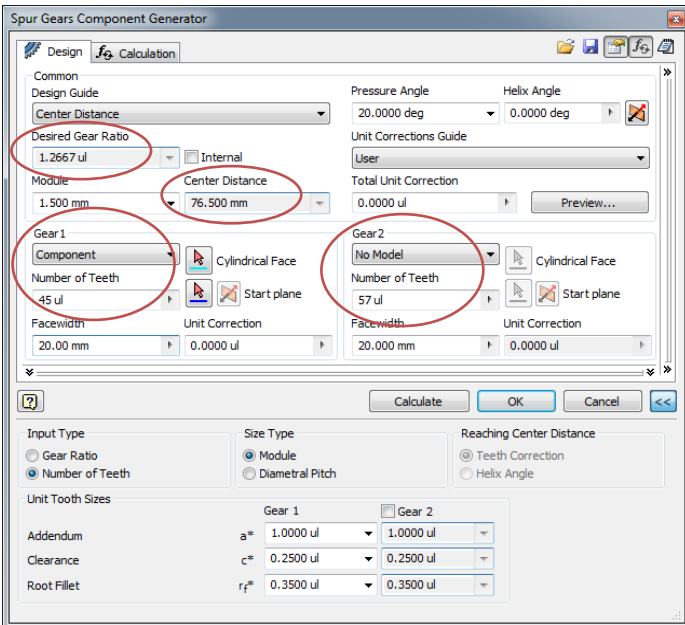 Spur Gears Component Generator
Design
fg Calculation
Common
Design Guide
Pressure Angle
Helix Angle
Center Distance
20.0000 deg
0.0000 deg
Desired Gear Ratio
Unit Corrections Guide
1.2667 ul
Internal
User
Module
Center Distance
Total Unit Correction
1.500 mm
76.500 mm
0.0000 ul
Preview...
Gear1
Gear2
Component
Cylindrical Face
No Model
Cylindrical Face
Number of Teeth
Number of Teeth
45 ul
Start plane
57 ul
Start plane
Facewidth
Unit Correction
Facewidth
Unit Correction
20.00 mm
0.0000 ul
20.000 mm
0.0000 ul
Calculate
OK
Cancel
<<
Input Type
Size Type
Reaching Center Distance
Gear Ratio
Module
Teeth Correction
Number of Teeth
Diametral Pitch
Helix Angle
Unit Tooth Sizes
Gear 1
Gear 2
Addendum
a*
1.0000 ul
1.0000 ul
Clearance
c*
0.2500 ul
0.2500 ul
Root Fillet
rf*
0.3500 ul
0.3500 ul